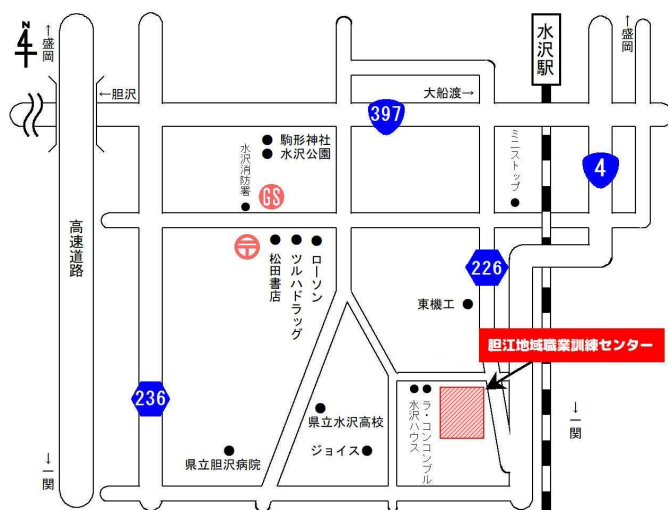 N
↑盛岡
←胆沢
大船渡→
水沢駅
↑盛岡
397
4
駒形神社
水沢公園
水沢消防署
GS
ミニストップ
高速道路
松田書店
ツルハドラッグ
ローソン
226
東機工
胆江地域職業訓練センター
236
県立水沢高校
水沢ハウス
ラ・コンコンブル
県立胆沢病院
ジョイス
↓一関
↓一関